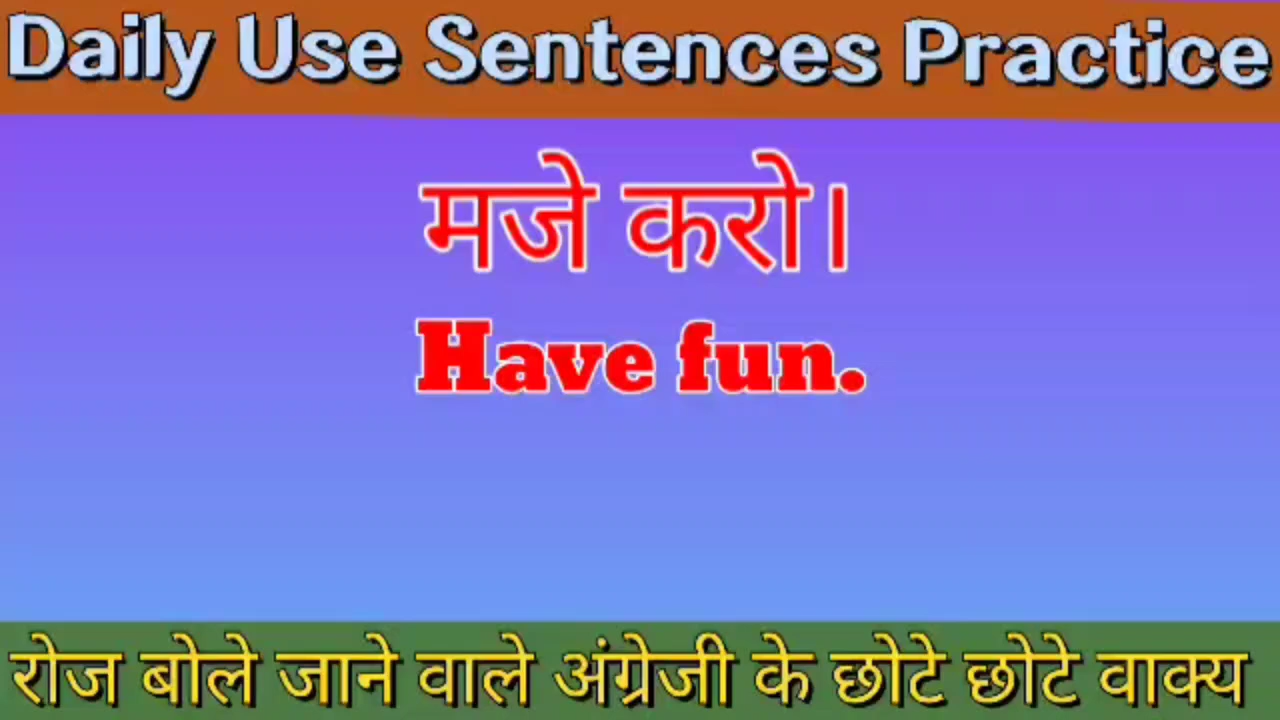 Daily Use Sentences Practice
मजे करो।
Have fun.
रोज बोले जाने वाले अंग्रेजी के छोटे छोटे वाक्य